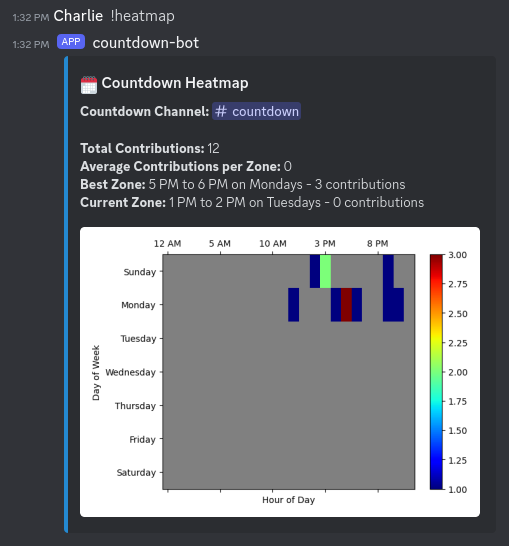 1:32 PM Charlie !heatmap
1:32 PM APP countdown-bot
Countdown Heatmap
Countdown Channel: # countdown
Total Contributions: 12
Average Contributions per Zone: 0
Best Zone: 5 PM to 6 PM on Mondays - 3 contributions
Current Zone: 1 PM to 2 PM on Tuesdays - 0 contributions
12 AM 5 AM 10 AM 3 PM 8 PM
Sunday
Monday
Tuesday
Wednesday
Thursday
Friday
Saturday
Day of Week
Hour of Day
3.00
2.75
2.50
2.25
2.00
1.75
1.50
1.25
1.00